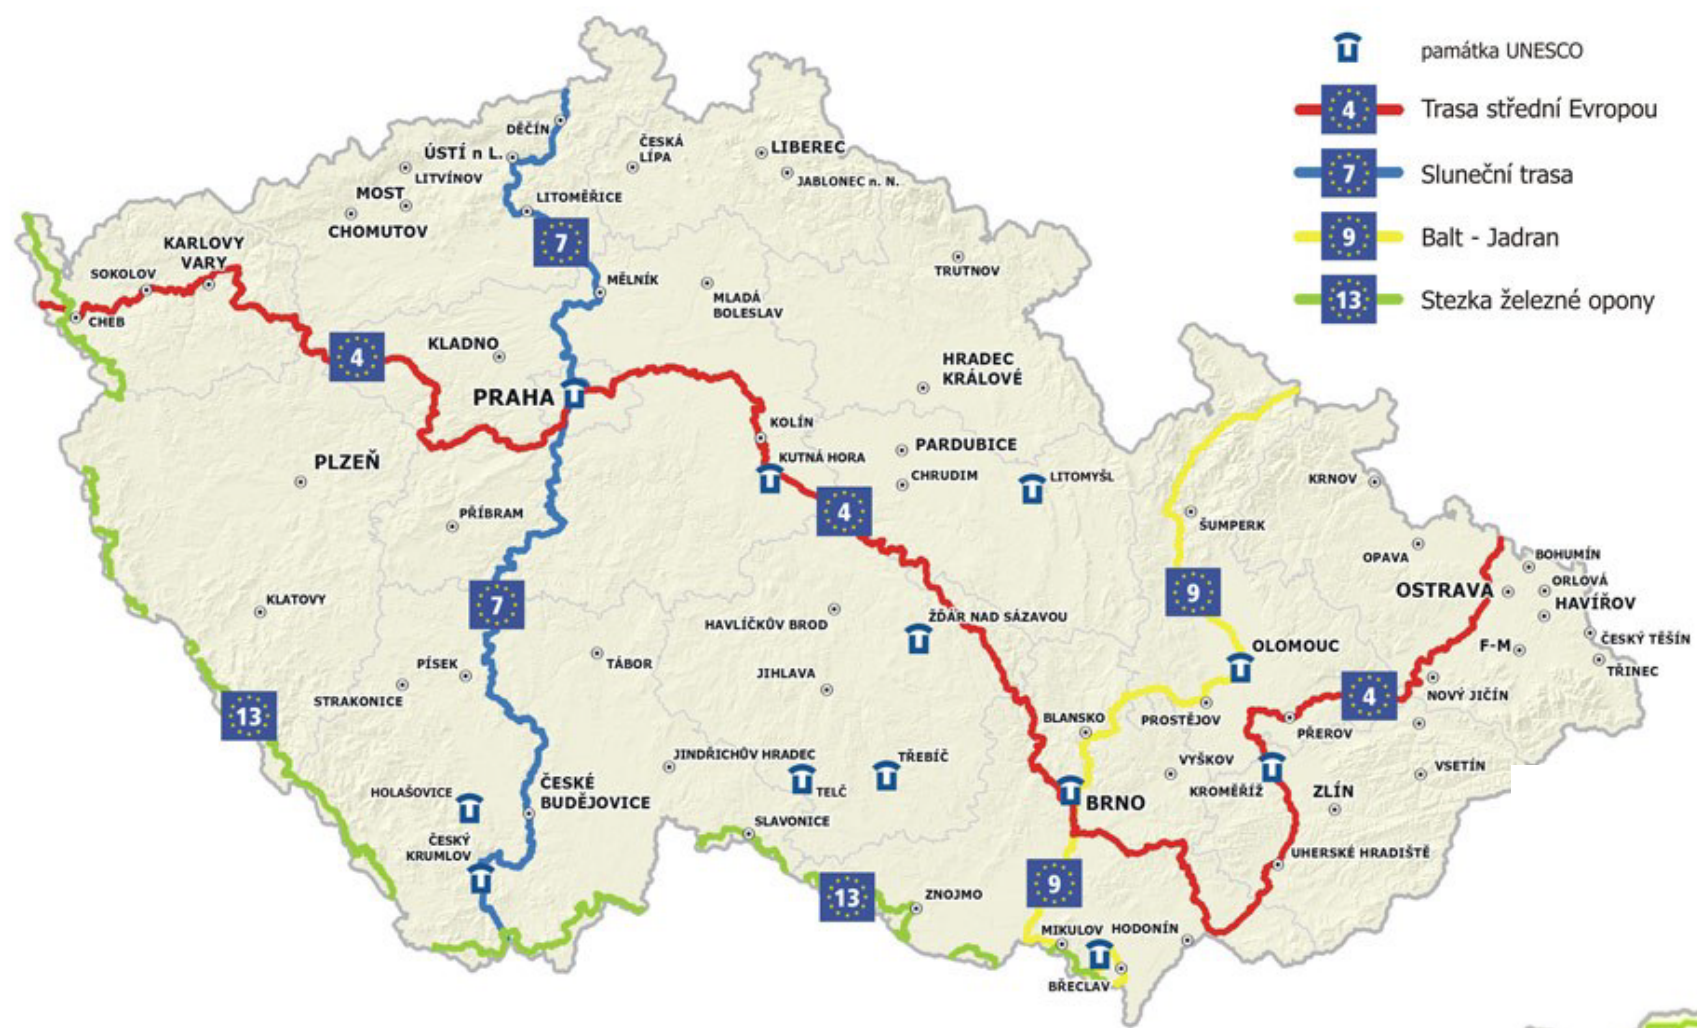 památka UNESCO
4 Trasa střední Evropou
7 Sluneční trasa
9 Balt - Jadran
13 Stezka železné opony
DĚČÍN
ÚSTÍ n L.
LITVÍNOV
MOST
CHOMUTOV
LITOMĚŘICE
ČESKÁ
LÍPA
LIBEREC
JABLONEC n. N.
KARLOVY
VARY
SOKOLOV
CHEB
7
MĚLNÍK
MLADÁ
BOLESLAV
TRUTNOV
4
KLADNO
PRAHA
HRADEC
KRÁLOVÉ
KOLÍN
KUTNÁ HORA
PARDUBICE
CHRUDIM
LITOMYŠL
PLZEŇ
PŘÍBRAM
4
KRNOV
ŠUMPERK
OPAVA
BOHUMÍN
ORLOVÁ
OSTRAVA
HAVÍŘOV
ČESKÝ TĚŠÍN
F-M
TŘINEC
9
7
KLATOVY
HAVLÍČKŮV BROD
ŽĎÁR NAD SÁZAVOU
OLOMOUC
PÍSEK
TÁBOR
JIHLAVA
STRAKONICE
13
4
NOVÝ JIČÍN
BLANSKO
PROSTĚJOV
PŘEROV
JINDŘICHŮV HRADEC
TŘEBÍČ
VYŠKOV
VSETÍN
HOLAŠOVICE
ČESKÉ
BUDĚJOVICE
TELČ
BRNO
KROMĚŘÍŽ
ZLÍN
SLAVONICE
ČESKÝ
KRUMLOV
UHERSKÉ HRADIŠTĚ
13
ZNOJMO
9
MIKULOV
HODONÍN
BŘECLAV